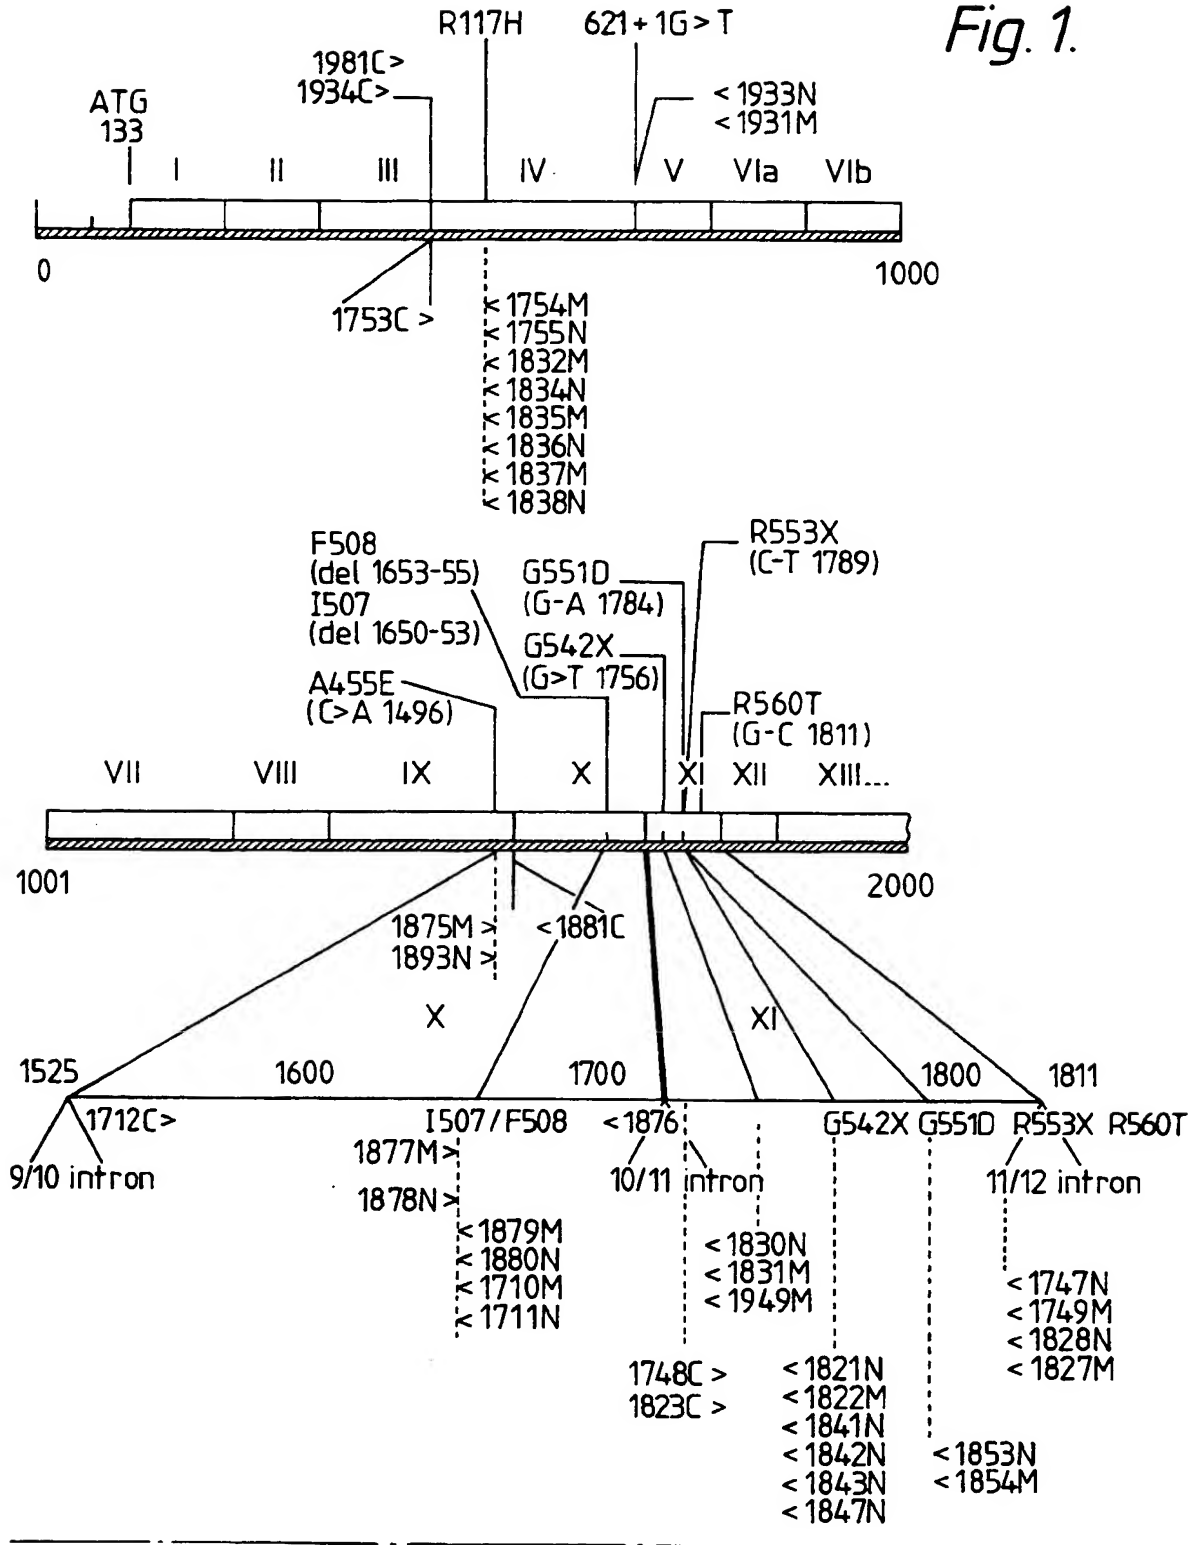 Fig. 1.
R117H
621 + 1G > T
1981C>
1934C>
< 1933N
< 1931M
ATG
133
I
II
III
IV
V
VIa
VIb
0
1000
1753C >
< 1754M
< 1755N
< 1832M
< 1834N
< 1835M
< 1836N
< 1837M
< 1838N
F508
(del 1653-55)
I507
(del 1650-53)
A455E
(C>A 1496)
G551D
(G-A 1784)
G542X
(G>T 1756)
R553X
(C-T 1789)
R560T
(G-C 1811)
VII
VIII
IX
X
XI
XII
XIII...
1001
2000
1875M >
1893N >
< 1881C
X
XI
1525
1600
1700
1800
1811
1712C>
I507/F508
<1876
G542X
G551D
R553X
R560T
9/10 intron
10/11 intron
11/12 intron
1877M>
1878N>
< 1879M
< 1880N
< 1710M
< 1711N
< 1830N
< 1831M
< 1949M
1748C >
1823C >
< 1821N
< 1822M
< 1841N
< 1842N
< 1843N
< 1847N
< 1853N
< 1854M
< 1747N
< 1749M
< 1828N
< 1827M